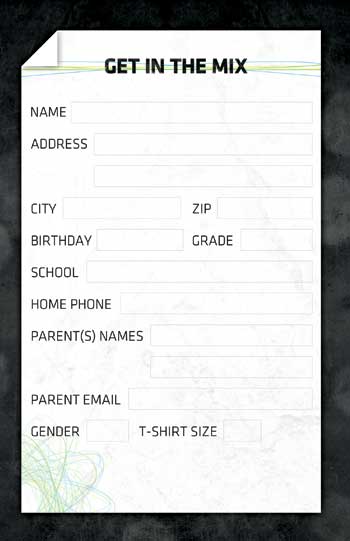 GET IN THE MIX
NAME
ADDRESS
CITY ZIP
BIRTHDAY GRADE
SCHOOL
HOME PHONE
PARENT(S) NAMES
PARENT EMAIL
GENDER T-SHIRT SIZE